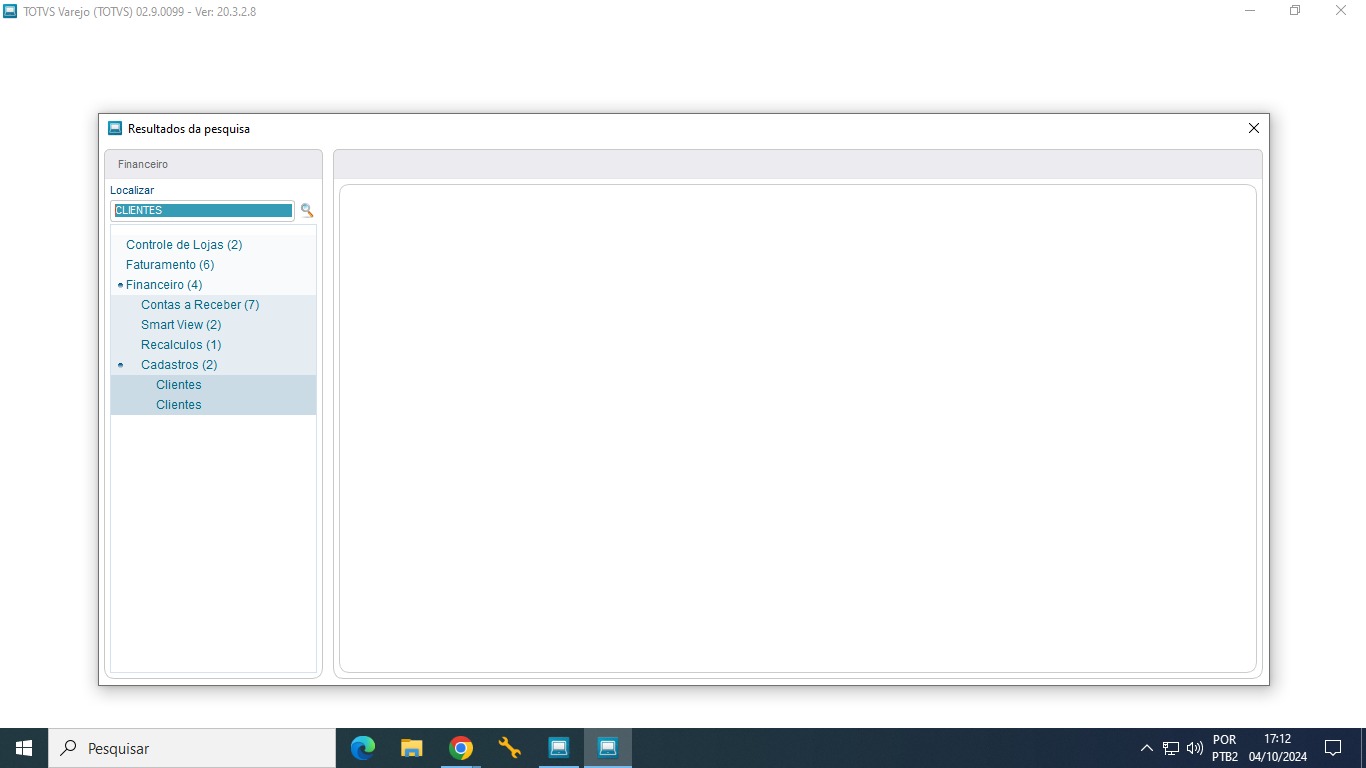 TOTVS Varejo (TOTVS) 02.9.0099 - Ver: 20.3.2.8
Resultados da pesquisa
Financeiro
Localizar
CLIENTES
Controle de Lojas (2)
Faturamento (6)
Financeiro (4)
Contas a Receber (7)
Smart View (2)
Recalculos (1)
Cadastros (2)
Clientes
Clientes
Pesquisar
POR
PTB2
17:12
04/10/2024